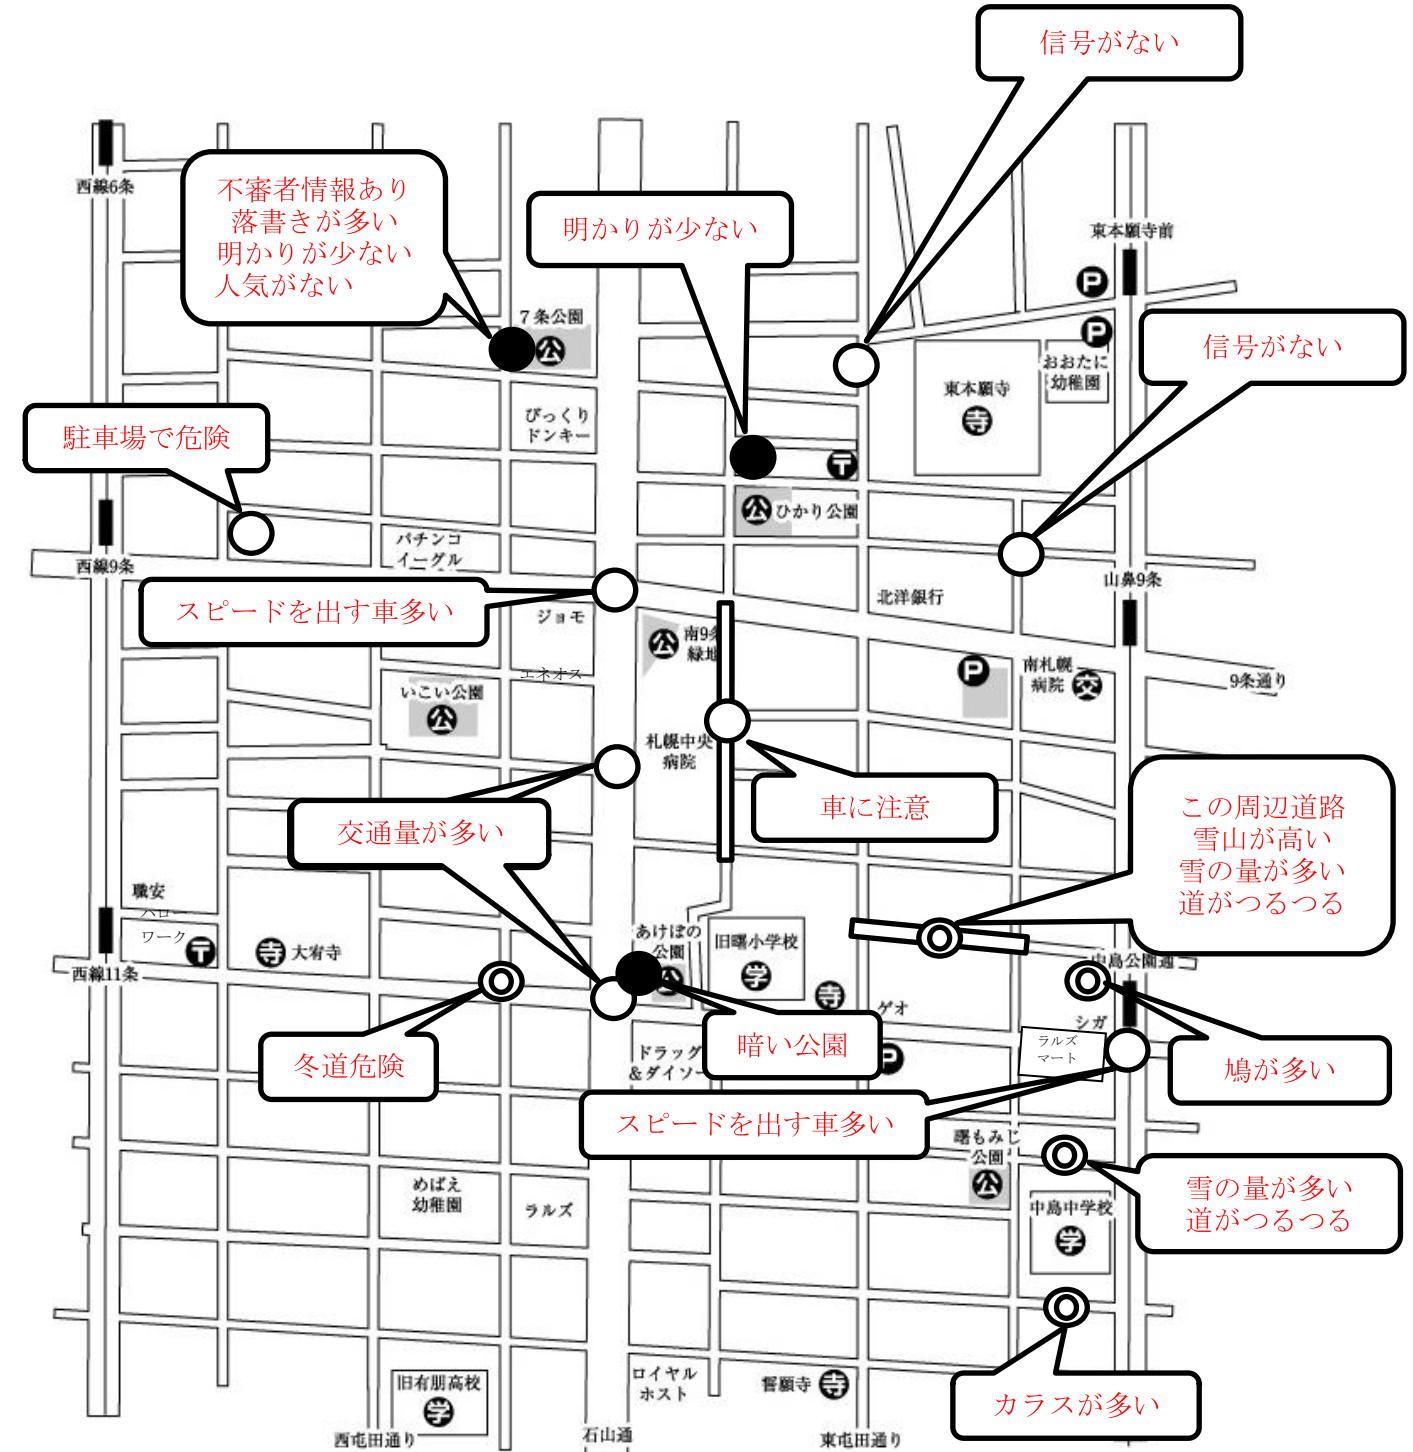 信号がない
西線6条
不審者情報あり
落書きが多い
明かりが少ない
人気がない
明かりが少ない
東本願寺前
P
7条公園
公
P
信号がない
おおたに
幼稚園
東本願寺
寺
びっくり
ドンキー
駐車場で危険
〒
公
ひかり公園
パチンコ
イーグル
西線9条
山鼻9条
スピードを出す車多い
ジョモ
北洋銀行
公
南9条
緑地
エネオス
P
南札幌
病院
交
9条通り
いこい公園
公
札幌中央
病院
車に注意
交通量が多い
この周辺道路
雪山が高い
雪の量が多い
道がつるつる
職安
ハロー
ワーク
〒
寺
大宥寺
西線11条
あけぼの
公園
公
旧曙小学校
学
寺
中島公園通
ゲオ
シガ
ラルズ
マート
冬道危険
暗い公園
P
鳩が多い
ドラッグ
&ダイソー
スピードを出す車多い
曙もみじ
公園
公
雪の量が多い
道がつるつる
めばえ
幼稚園
ラルズ
中島中学校
学
カラスが多い
旧有朋高校
学
ロイヤル
ホスト
誓願寺
寺
西屯田通り
石山通
東屯田通り